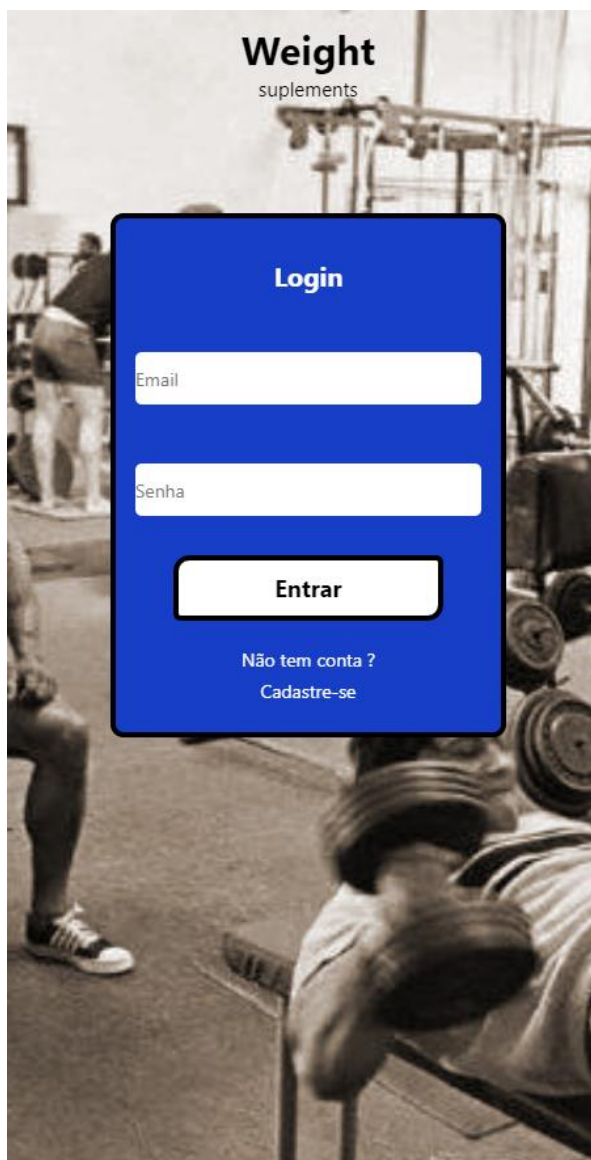 Weight
suplements
Login
Email
Senha
Entrar
Não tem conta ?
Cadastre-se